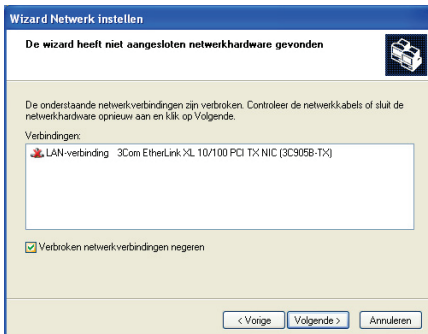 Wizard Netwerk instellen
De wizard heeft niet aangesloten netwerkhardware gevonden
De onderstaande netwerkverbindingen zijn verbroken. Controleer de netwerkkabels of sluit de
netwerkhardware opnieuw aan en klik op Volgende.
Verbindingen:
LAN-verbinding 3Com EtherLink XL 10/100 PCI TX NIC (3C905B-TX)
Verbroken netwerkverbindingen negeren
< Vorige Volgende > Annuleren